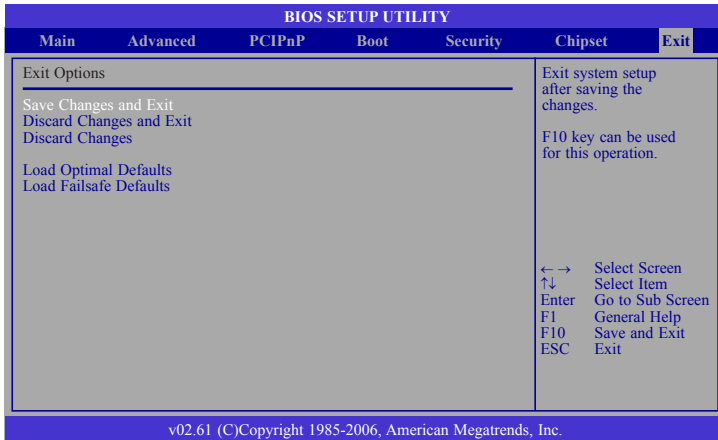 BIOS SETUP UTILITY
Main Advanced PCIPnP Boot Security Chipset Exit
Exit Options
Save Changes and Exit
Discard Changes and Exit
Discard Changes
Load Optimal Defaults
Load Failsafe Defaults
Exit system setup
after saving the
changes.
F10 key can be used
for this operation.
← → Select Screen
↑↓ Select Item
Enter Go to Sub Screen
F1 General Help
F10 Save and Exit
ESC Exit
v02.61 (C)Copyright 1985-2006, American Megatrends, Inc.